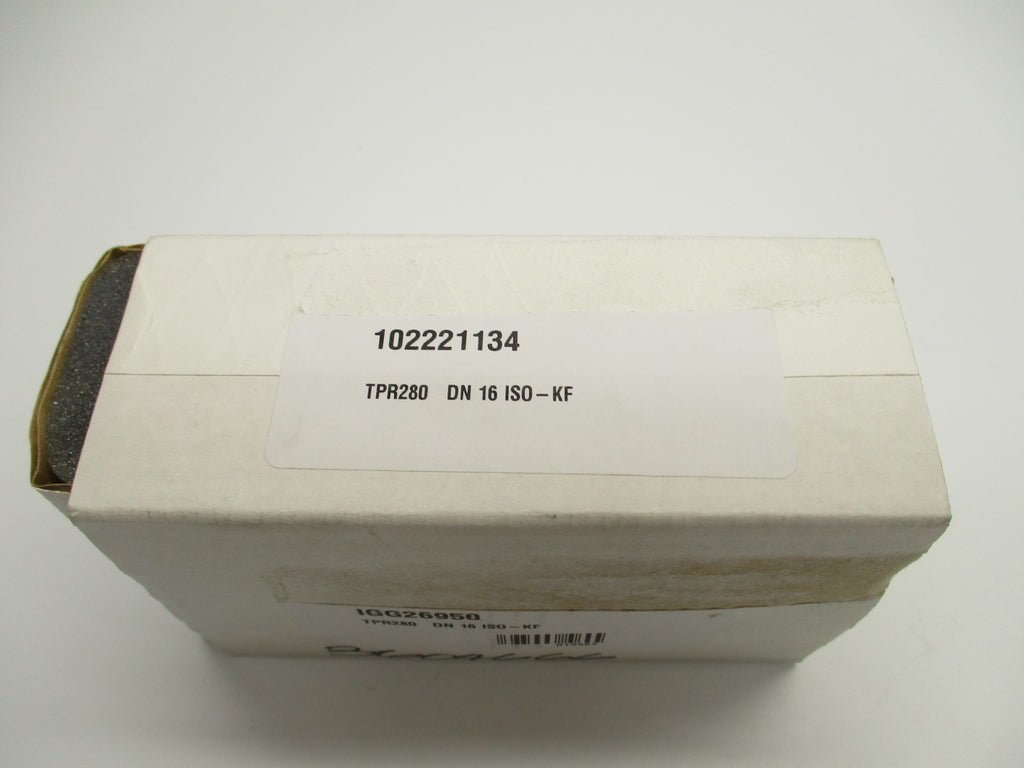 102221134
TPR280 DN 16 ISO-KF
IGG26950
TPR280 DN 16 ISO-KF